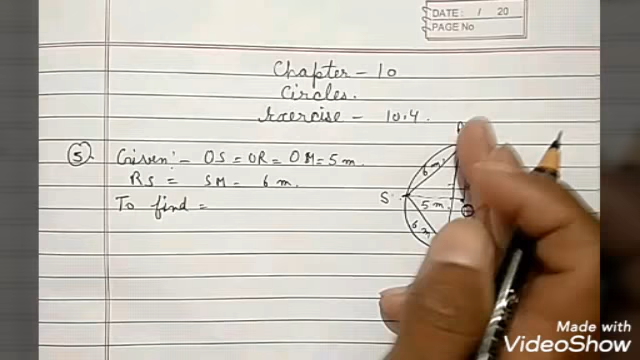 DATE: / 20
PAGE No
Chapter - 10
Circles.
Exercise - 10.4.
5. Given:- OS = OR = OM = 5 m.
RS = SM = 6 m.
To find =
6 m
S 5 m.
6 m
Made with
VideoShow